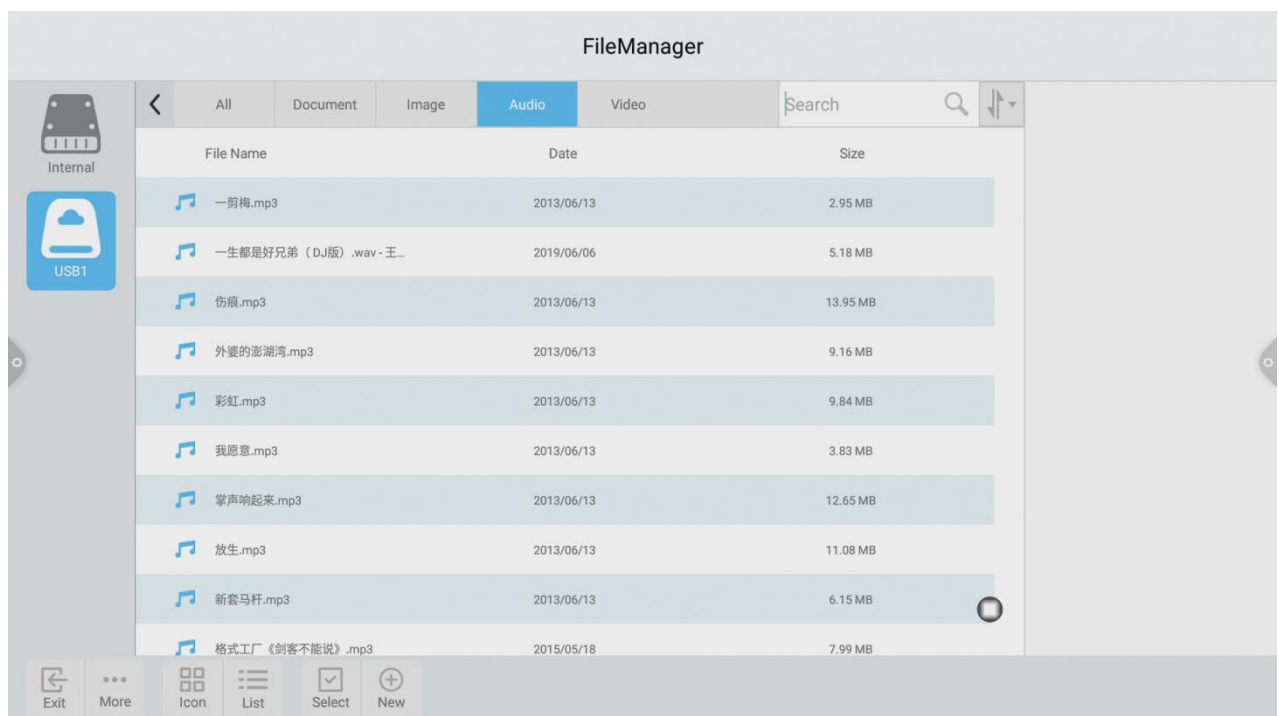 FileManager
Internal
USB1
All Document Image Audio Video Search
File Name Date Size
一剪梅.mp3 2013/06/13 2.95 MB
一生都是好兄弟（DJ版）.wav - 王... 2019/06/06 5.18 MB
伤痕.mp3 2013/06/13 13.95 MB
外婆的澎湖湾.mp3 2013/06/13 9.16 MB
彩虹.mp3 2013/06/13 9.84 MB
我愿意.mp3 2013/06/13 3.83 MB
掌声响起来.mp3 2013/06/13 12.65 MB
放生.mp3 2013/06/13 11.08 MB
新套马杆.mp3 2013/06/13 6.15 MB
格式工厂《剑客不能说》.mp3 2015/05/18 7.99 MB
Exit More Icon List Select New